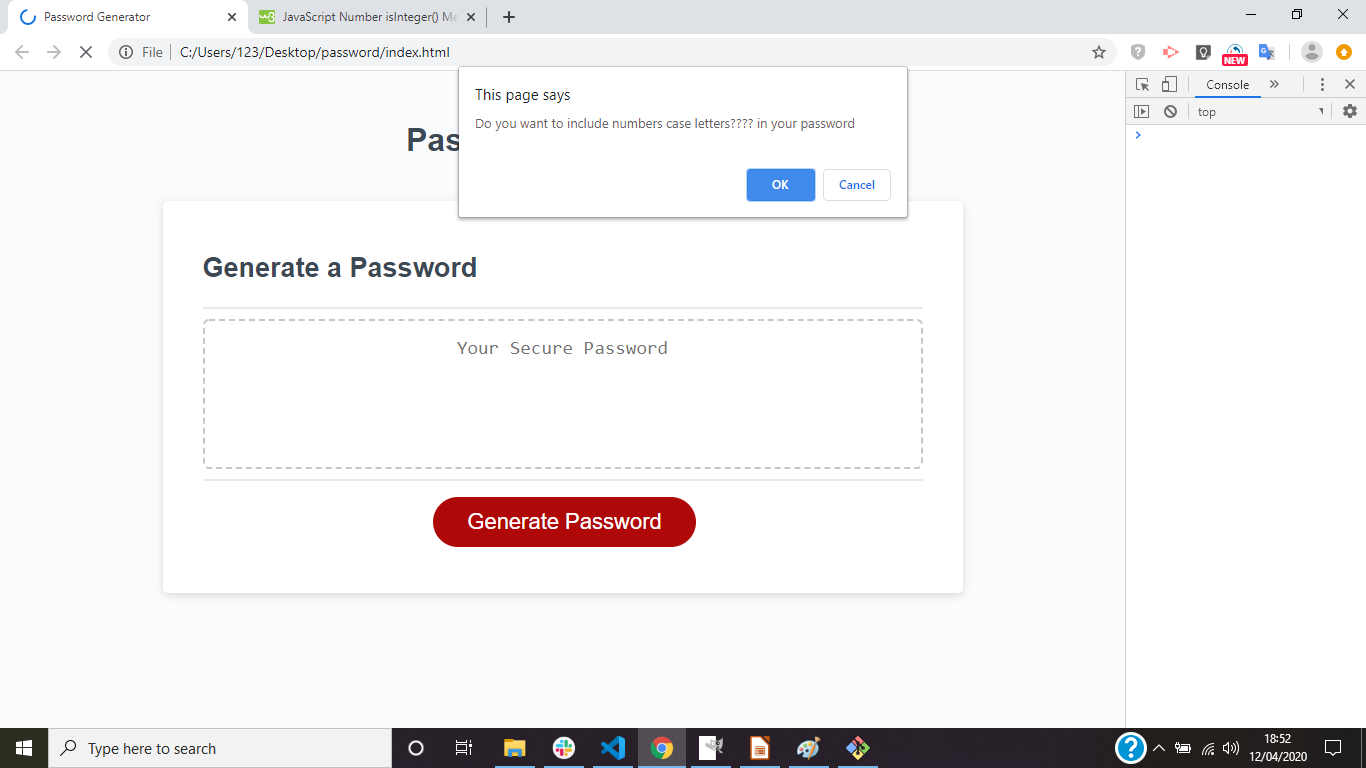 Password Generator
JavaScript Number isInteger() Me
File
C:/Users/123/Desktop/password/index.html
NEW
This page says
Do you want to include numbers case letters???? in your password
OK
Cancel
Console
top
Pas
Generate a Password
Your Secure Password
Generate Password
Type here to search
18:52
12/04/2020